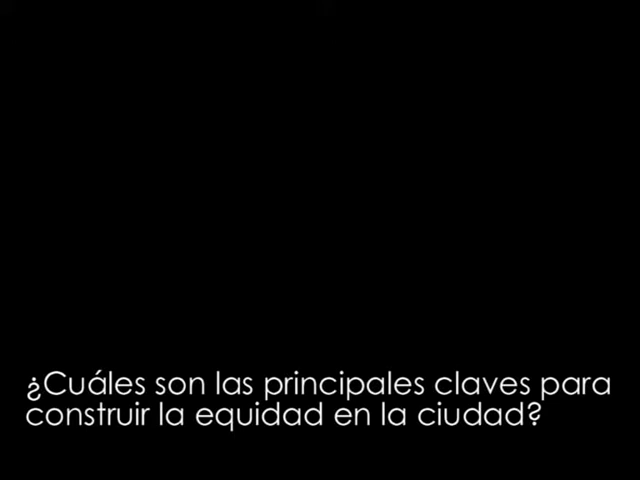 ¿Cuáles son las principales claves para
construir la equidad en la ciudad?